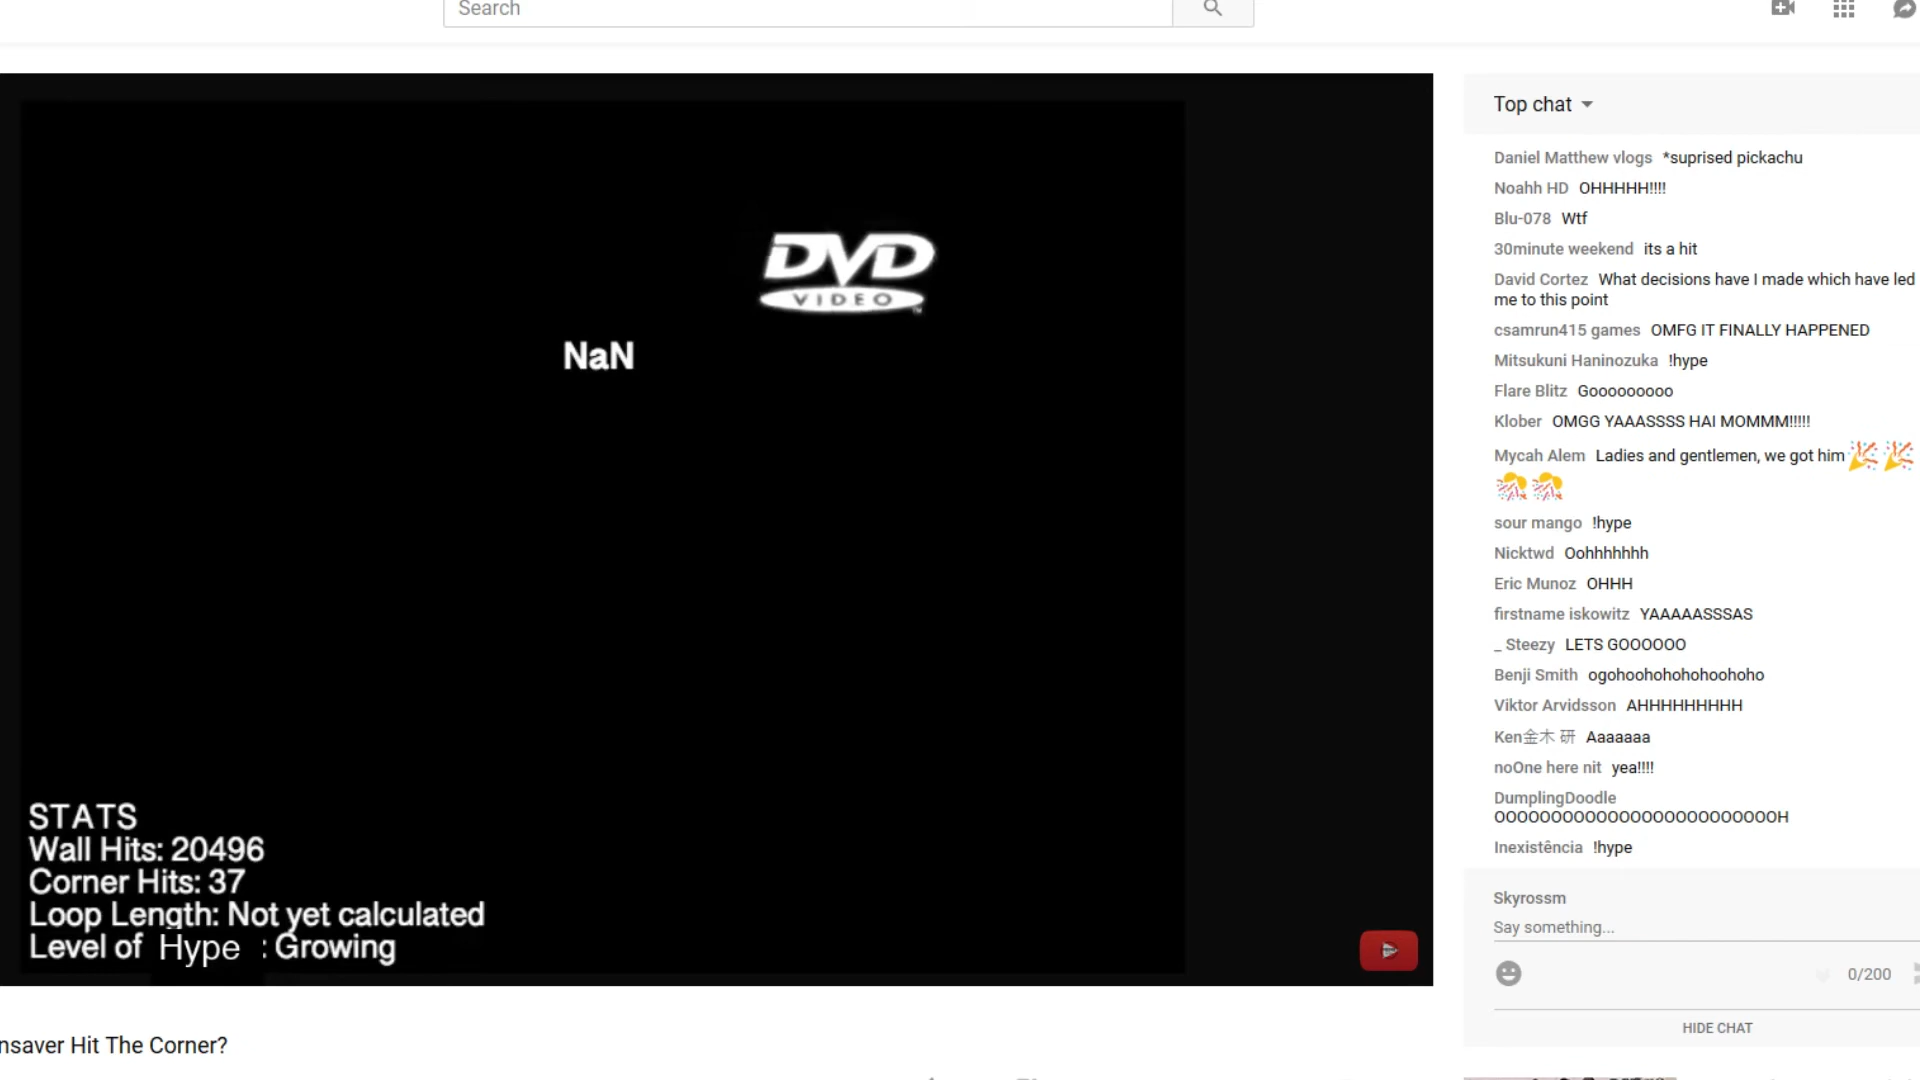 Search
DVD
VIDEO
TM
NaN
STATS
Wall Hits: 20496
Corner Hits: 37
Loop Length: Not yet calculated
Level of Hype : Growing
nsaver Hit The Corner?
Top chat
Daniel Matthew vlogs *suprised pickachu
Noahh HD OHHHHH!!!!
Blu-078 Wtf
30minute weekend its a hit
David Cortez What decisions have I made which have led
me to this point
csamrun415 games OMFG IT FINALLY HAPPENED
Mitsukuni Haninozuka !hype
Flare Blitz Gooooooooo
Klober OMGG YAAASSSS HAI MOMMM!!!!!
Mycah Alem Ladies and gentlemen, we got him
sour mango !hype
Nicktwd Oohhhhhhh
Eric Munoz OHHH
firstname iskowitz YAAAAASSSAS
_ Steezy LETS GOOOOOO
Benji Smith ogohoohohohohoohoho
Viktor Arvidsson AHHHHHHHHH
Ken金木 研 Aaaaaaa
noOne here nit yea!!!!
DumplingDoodle
OOOOOOOOOOOOOOOOOOOOOOOOOH
Inexistência !hype
Skyrossm
Say something...
0/200
HIDE CHAT